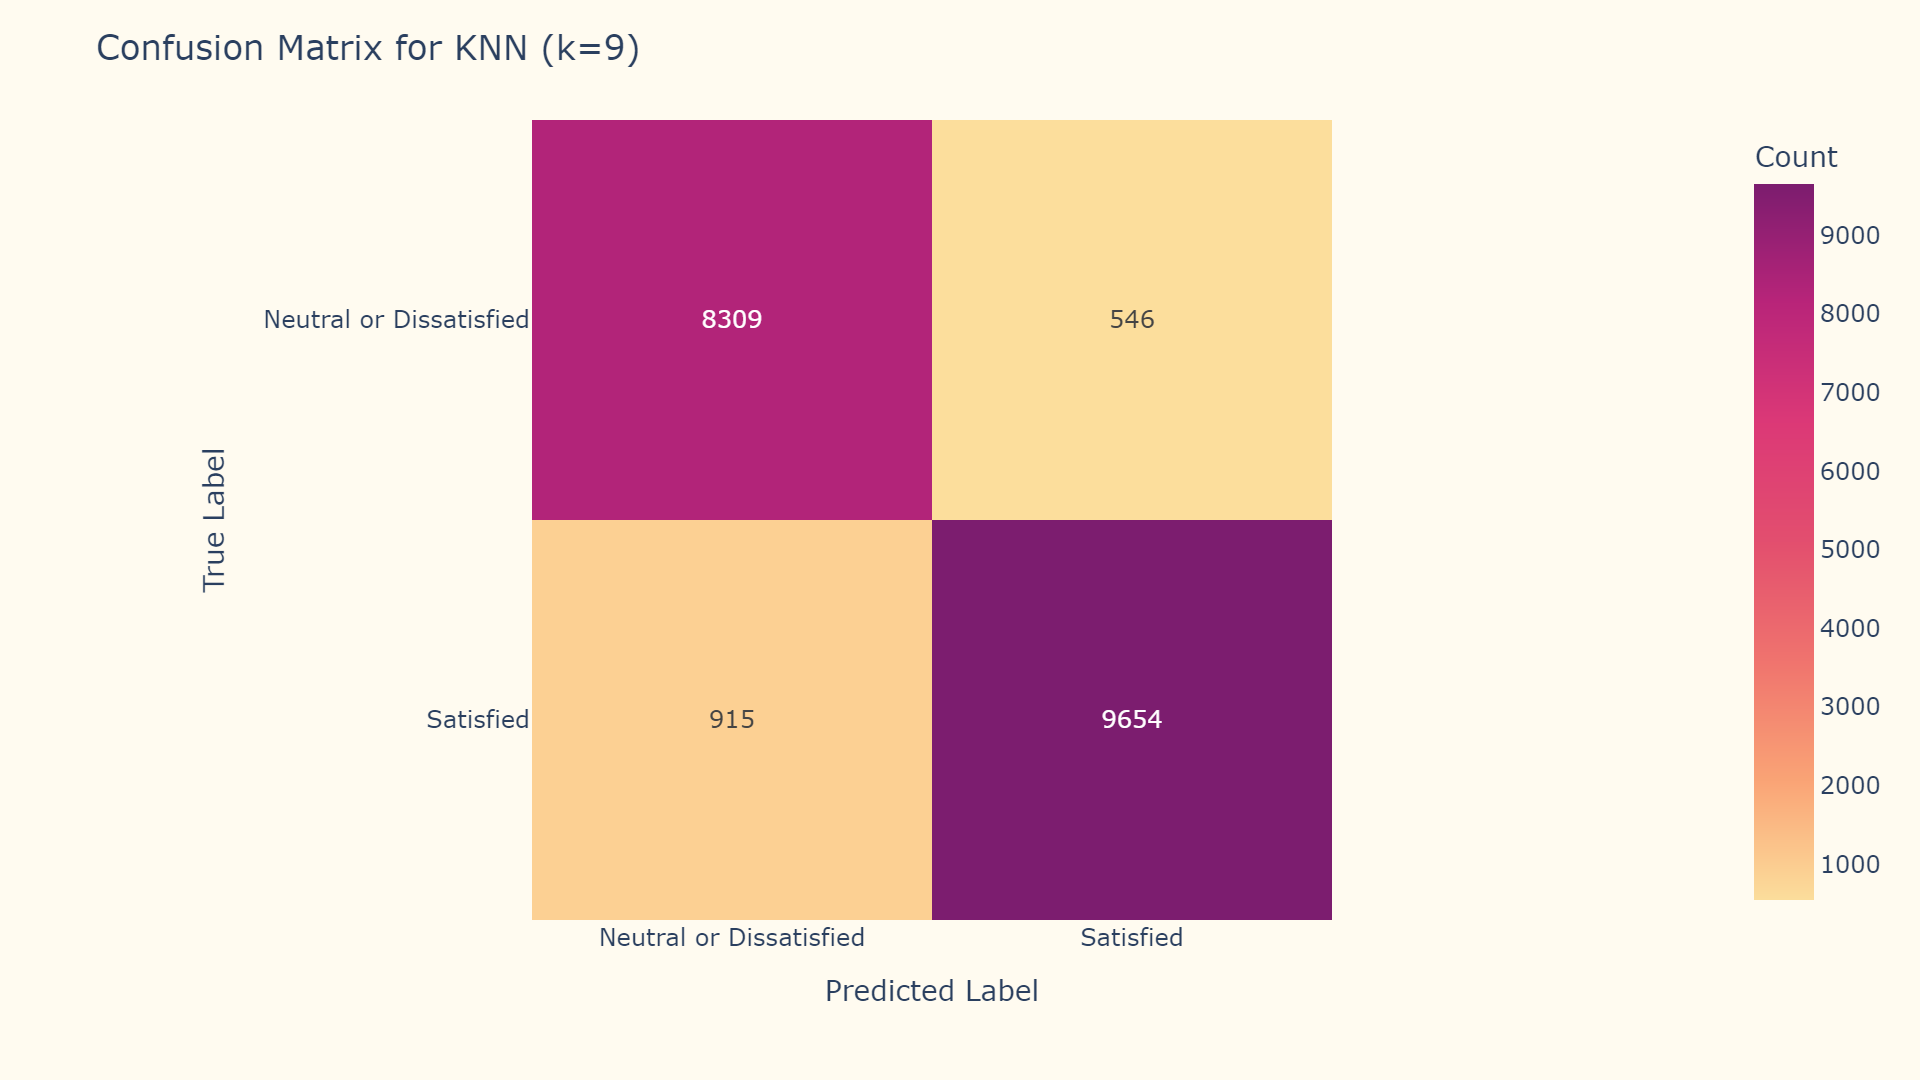 Confusion Matrix for KNN (k=9)
Count
9000
8000
7000
6000
5000
4000
3000
2000
1000
True Label
Neutral or Dissatisfied
8309
546
Satisfied
915
9654
Neutral or Dissatisfied
Satisfied
Predicted Label